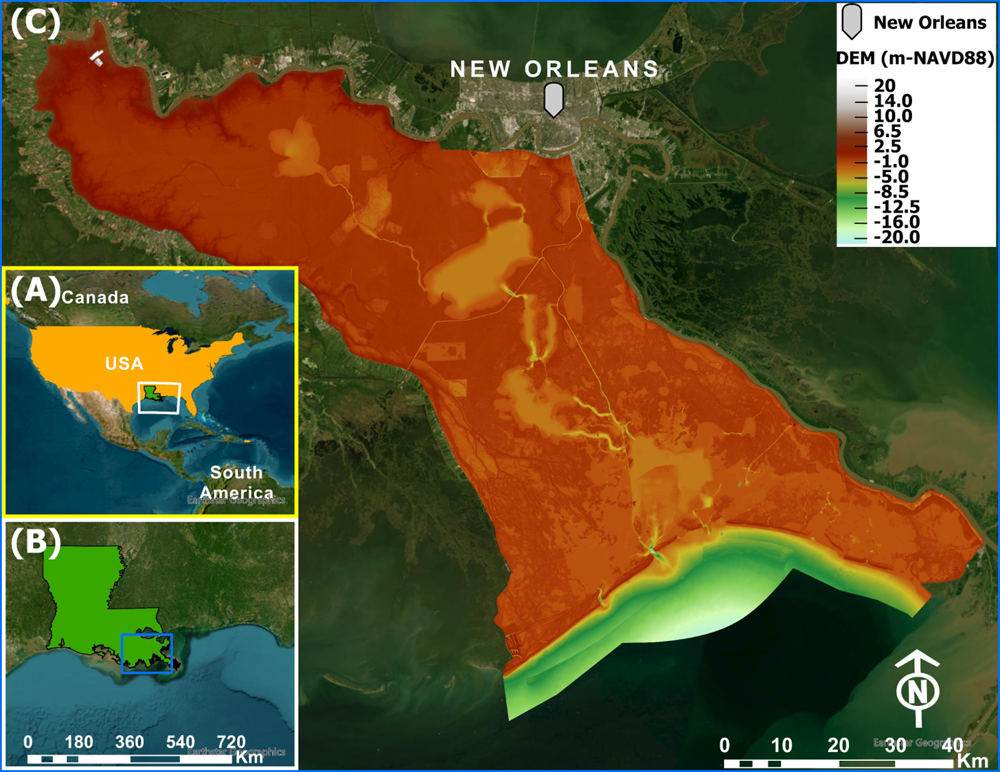 (C)
NEW ORLEANS
New Orleans
DEM (m-NAVD88)
20
14.0
10.0
6.5
2.5
-1.0
-5.0
-8.5
-12.5
-16.0
-20.0
(A)
Canada
USA
South
America
Earthstar Geographics
(B)
0 180 360 540 720
Earthstar Geographics
Km
N
Earthstar Geographics
0 10 20 30 40
Km